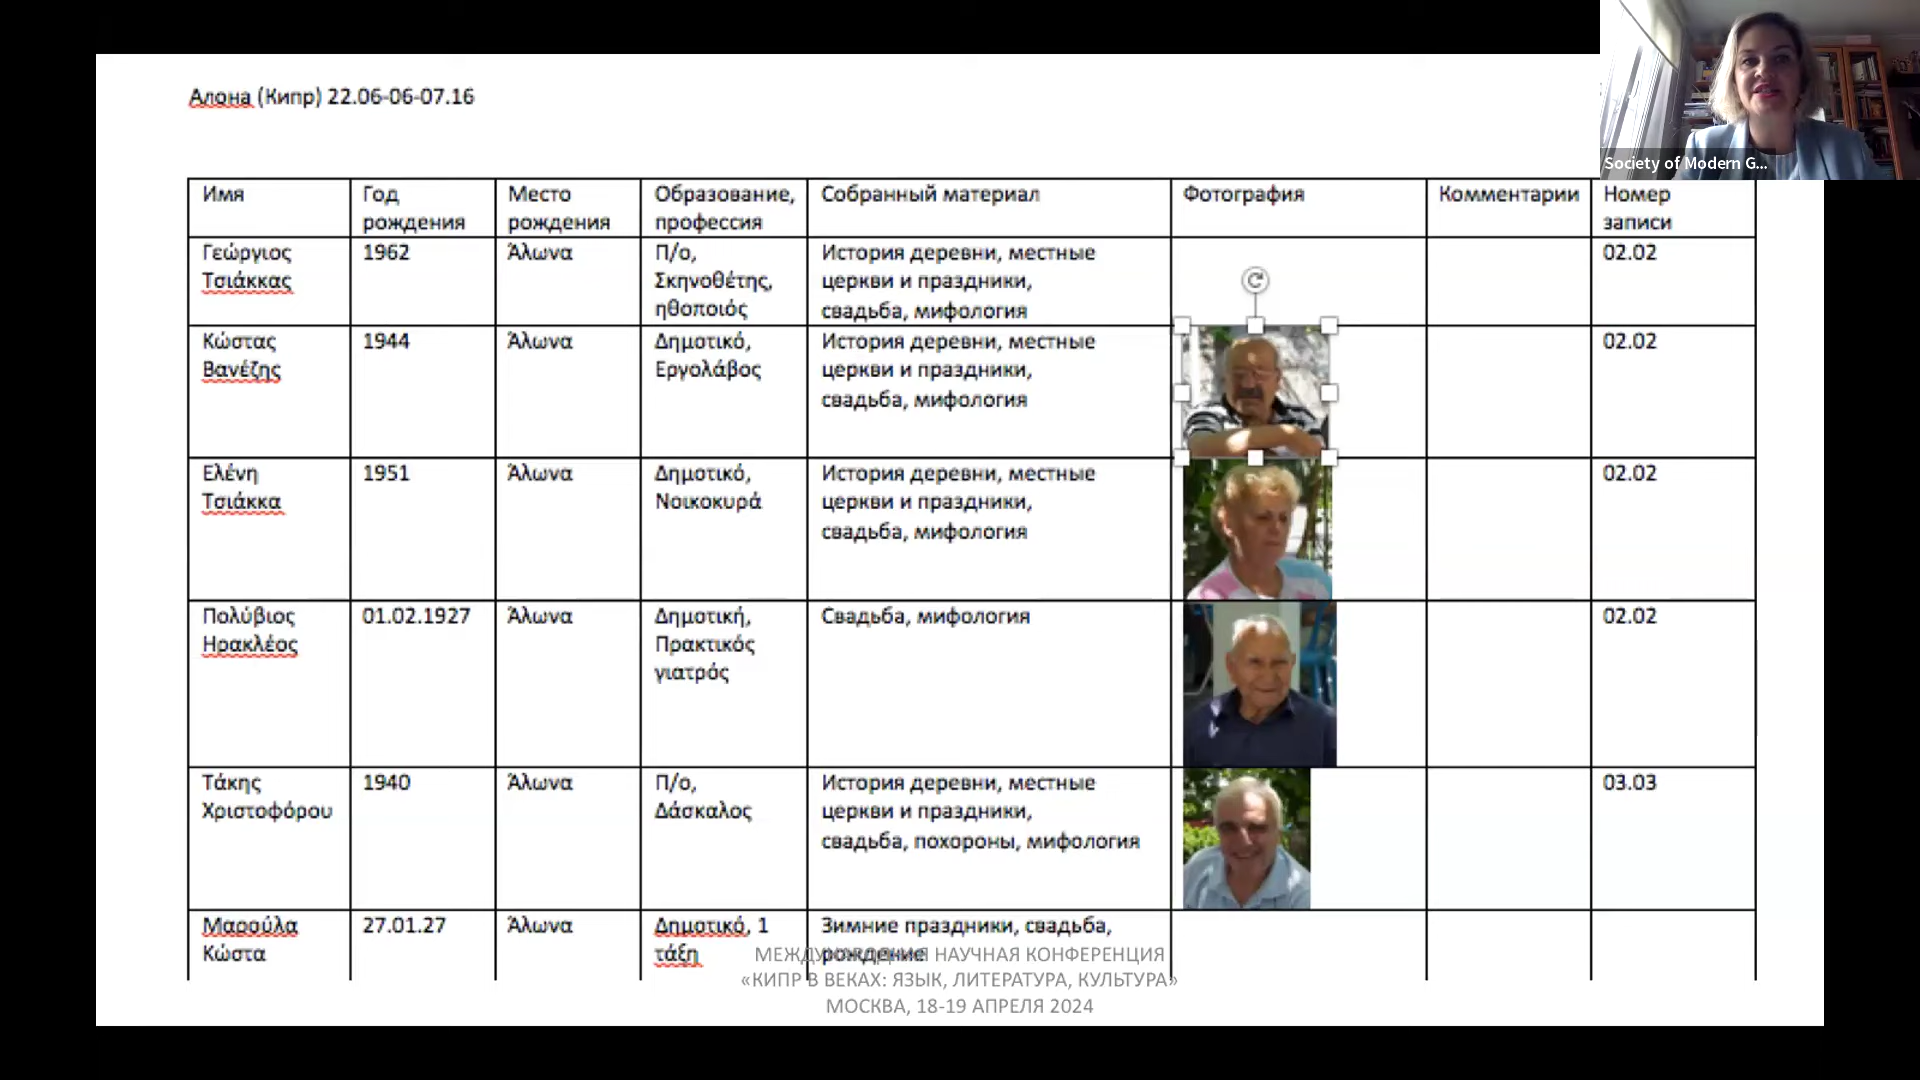 Алона (Кипр) 22.06-06-07.16
Society of Modern G...
Имя
Год
рождения
Место
рождения
Образование,
профессия
Собранный материал
Фотография
Комментарии
Номер
записи
Γεώργιος
Τσιάκκας
1962
Άλωνα
Π/ο,
Σκηνοθέτης,
ηθοποιός
История деревни, местные
церкви и праздники,
свадьба, мифология
02.02
Κώστας
Βανέζης
1944
Άλωνα
Δημοτικό,
Εργολάβος
История деревни, местные
церкви и праздники,
свадьба, мифология
02.02
Ελένη
Τσιάκκα
1951
Άλωνα
Δημοτικό,
Νοικοκυρά
История деревни, местные
церкви и праздники,
свадьба, мифология
02.02
Πολύβιος
Ηρακλέος
01.02.1927
Άλωνα
Δημοτική,
Πρακτικός
γιατρός
Свадьба, мифология
02.02
Τάκης
Χριστοφόρου
1940
Άλωνα
Π/ο,
Δάσκαλος
История деревни, местные
церкви и праздники,
свадьба, похороны, мифология
03.03
Μαρούλα
Κώστα
27.01.27
Άλωνα
Δημοτικό, 1
τάξη
Зимние праздники, свадьба,
рождение
МЕЖДУНАРОДНАЯ НАУЧНАЯ КОНФЕРЕНЦИЯ
«КИПР В ВЕКАХ: ЯЗЫК, ЛИТЕРАТУРА, КУЛЬТУРА»
МОСКВА, 18-19 АПРЕЛЯ 2024